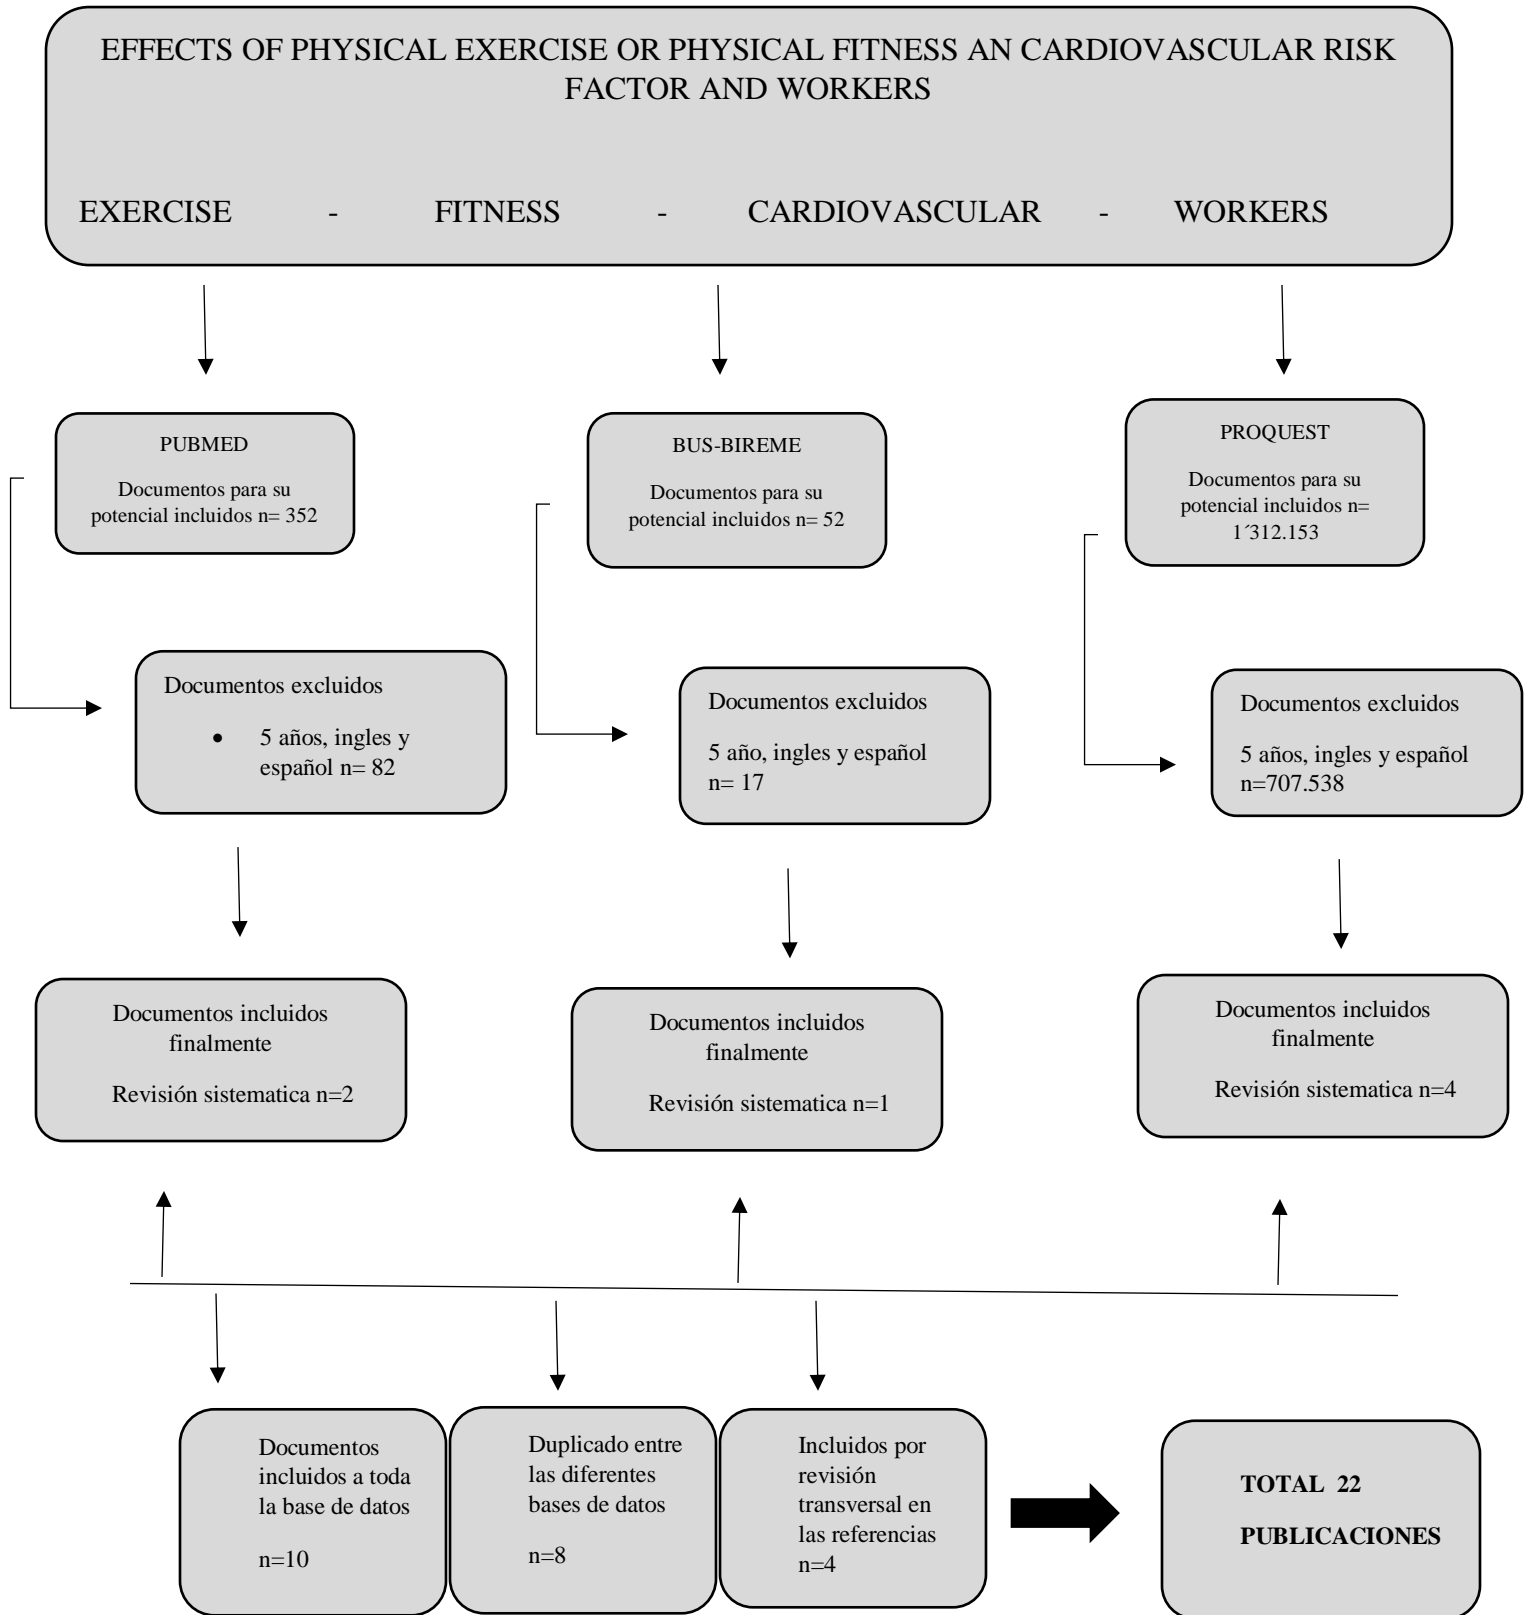 EFFECTS OF PHYSICAL EXERCISE OR PHYSICAL FITNESS AN CARDIOVASCULAR RISK
FACTOR AND WORKERS
EXERCISE - FITNESS - CARDIOVASCULAR - WORKERS
PUBMED
Documentos para su
potencial incluidos n= 352
BUS-BIREME
Documentos para su
potencial incluidos n= 52
PROQUEST
Documentos para su
potencial incluidos n=
1´312.153
Documentos excluidos
• 5 años, ingles y
español n= 82
Documentos excluidos
5 año, ingles y español
n= 17
Documentos excluidos
5 años, ingles y español
n=707.538
Documentos incluidos
finalmente
Revisión sistematica n=2
Documentos incluidos
finalmente
Revisión sistematica n=1
Documentos incluidos
finalmente
Revisión sistematica n=4
Documentos
incluidos a toda
la base de datos
n=10
Duplicado entre
las diferentes
bases de datos
n=8
Incluidos por
revisión
transversal en
las referencias
n=4
TOTAL 22
PUBLICACIONES